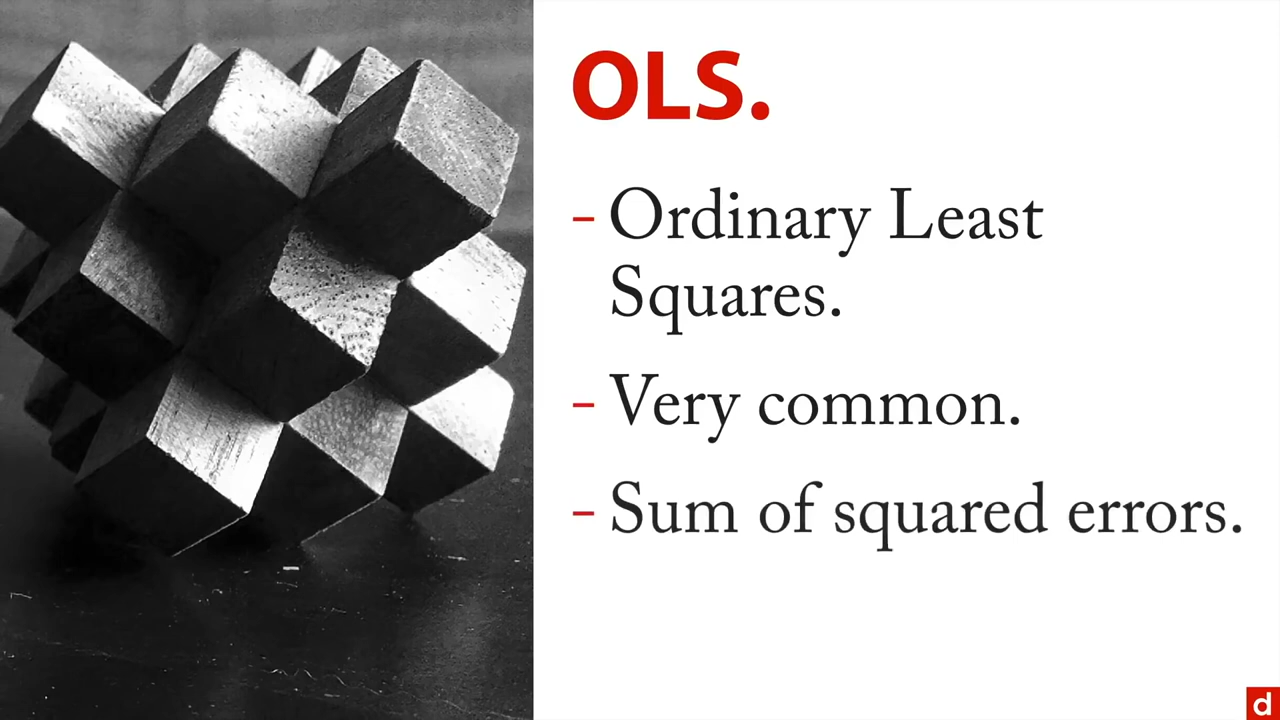 OLS.
- Ordinary Least
Squares.
- Very common.
- Sum of squared errors.
d